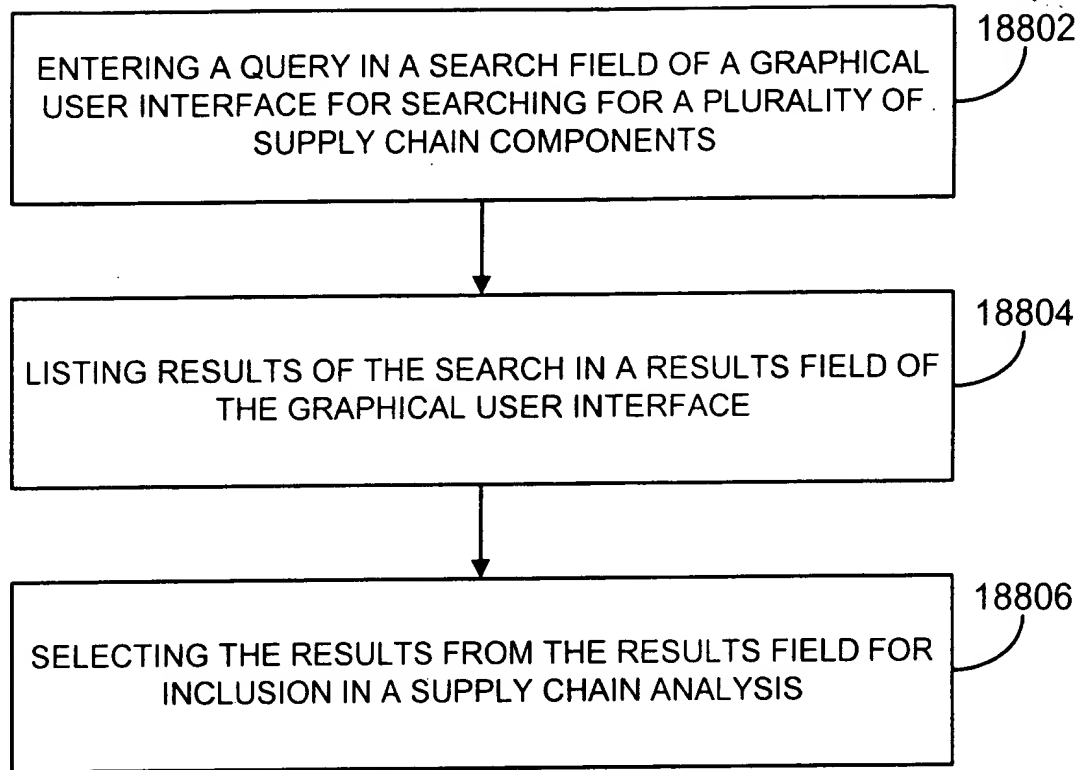 18802
ENTERING A QUERY IN A SEARCH FIELD OF A GRAPHICAL
USER INTERFACE FOR SEARCHING FOR A PLURALITY OF
SUPPLY CHAIN COMPONENTS
18804
LISTING RESULTS OF THE SEARCH IN A RESULTS FIELD OF
THE GRAPHICAL USER INTERFACE
18806
SELECTING THE RESULTS FROM THE RESULTS FIELD FOR
INCLUSION IN A SUPPLY CHAIN ANALYSIS